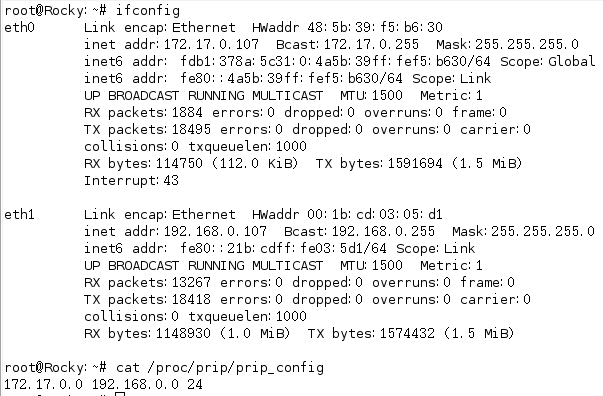 root@Rocky:~# ifconfig
eth0 Link encap:Ethernet HWaddr 48:5b:39:f5:b6:30
inet addr:172.17.0.107 Bcast:172.17.0.255 Mask:255.255.255.0
inet6 addr: fdb1:378a:5c31:0:4a5b:39ff:fef5:b630/64 Scope:Global
inet6 addr: fe80::4a5b:39ff:fef5:b630/64 Scope:Link
UP BROADCAST RUNNING MULTICAST MTU:1500 Metric:1
RX packets:1884 errors:0 dropped:0 overruns:0 frame:0
TX packets:18495 errors:0 dropped:0 overruns:0 carrier:0
collisions:0 txqueuelen:1000
RX bytes:114750 (112.0 KiB) TX bytes:1591694 (1.5 MiB)
Interrupt:43
eth1 Link encap:Ethernet HWaddr 00:1b:cd:03:05:d1
inet addr:192.168.0.107 Bcast:192.168.0.255 Mask:255.255.255.0
inet6 addr: fe80::21b:cdff:fe03:5d1/64 Scope:Link
UP BROADCAST RUNNING MULTICAST MTU:1500 Metric:1
RX packets:13267 errors:0 dropped:0 overruns:0 frame:0
TX packets:18418 errors:0 dropped:0 overruns:0 carrier:0
collisions:0 txqueuelen:1000
RX bytes:1148930 (1.0 MiB) TX bytes:1574432 (1.5 MiB)
root@Rocky:~# cat /proc/prip/prip_config
172.17.0.0 192.168.0.0 24